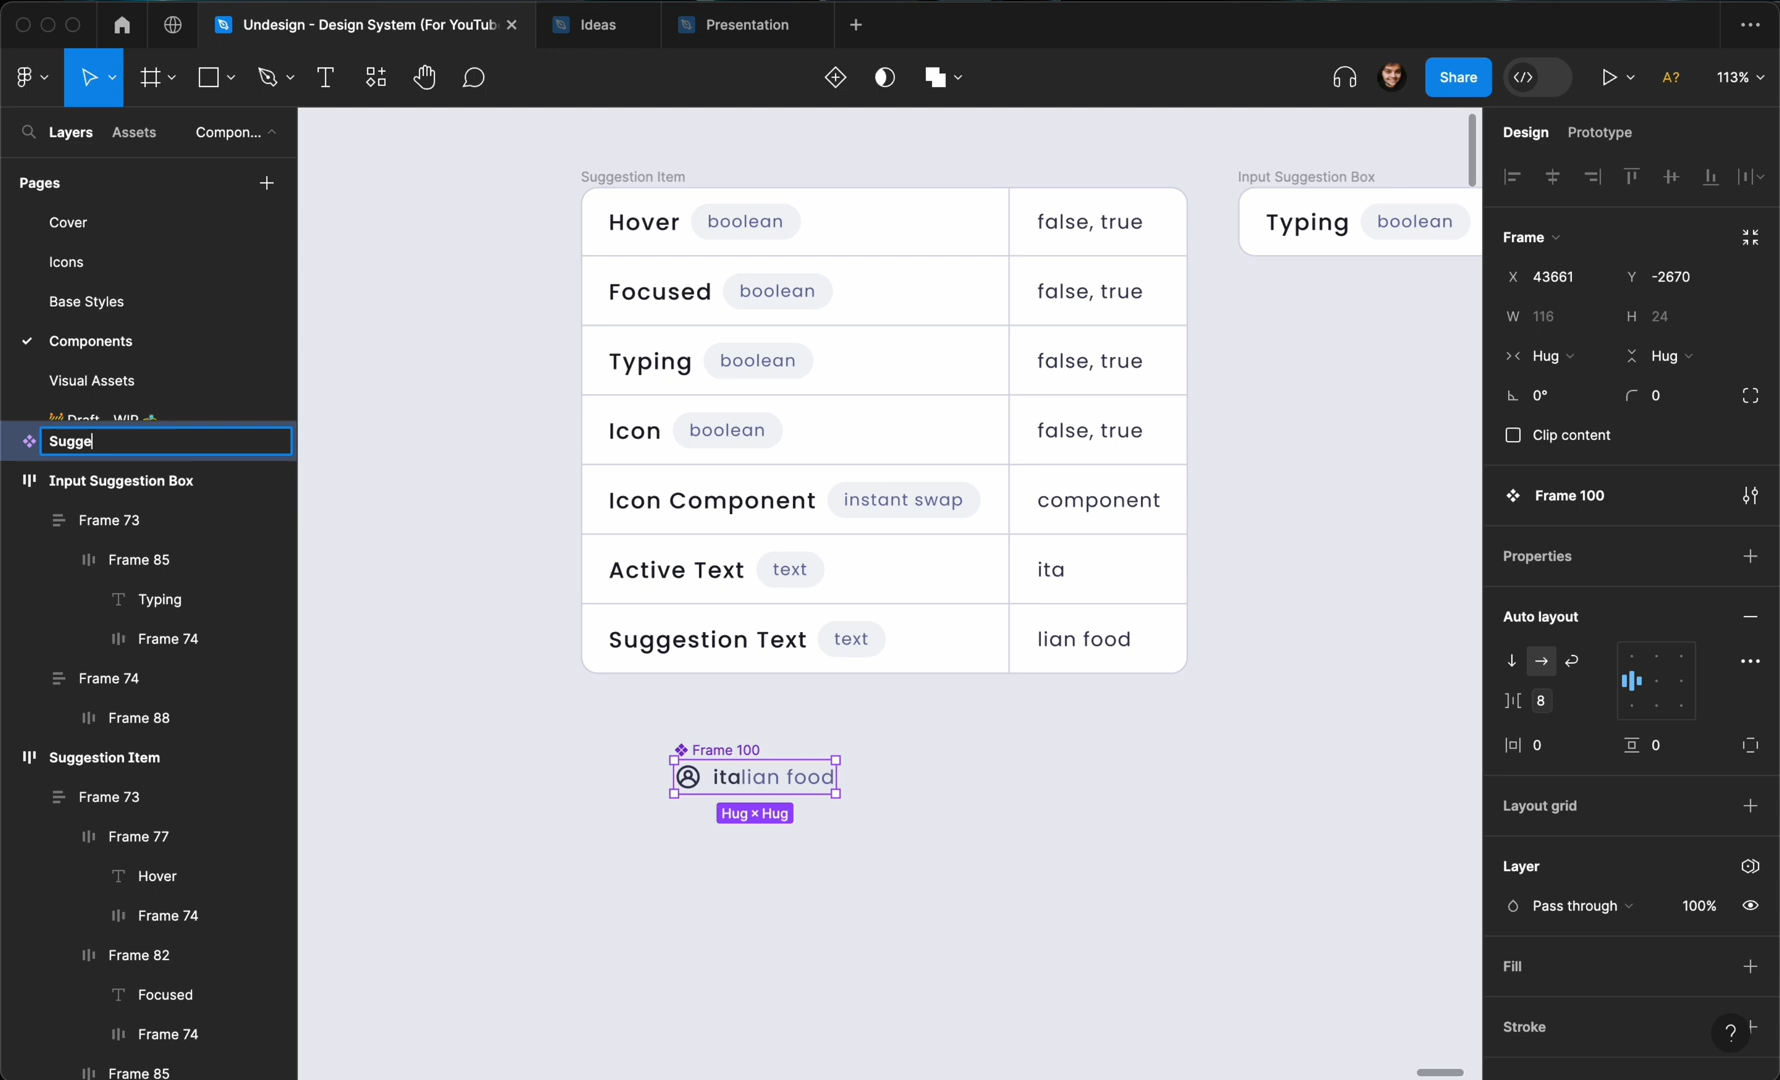 Undesign - Design System (For YouTub
Ideas
Presentation
Share
A?
113%
Layers
Assets
Compon...
Pages
Cover
Icons
Base Styles
Components
Visual Assets
Draft - WIP
Sugge
Input Suggestion Box
Frame 73
Frame 85
Typing
Frame 74
Frame 74
Frame 88
Suggestion Item
Frame 73
Frame 77
Hover
Frame 74
Frame 82
Focused
Frame 74
Frame 85
Suggestion Item
Hover boolean false, true
Focused boolean false, true
Typing boolean false, true
Icon boolean false, true
Icon Component instant swap component
Active Text text ita
Suggestion Text text lian food
Input Suggestion Box
Typing boolean
Frame 100
italian food
Hug × Hug
Design
Prototype
Frame
X 43661 Y -2670
W 116 H 24
Hug Hug
0° 0
Clip content
Frame 100
Properties
Auto layout
8
0 0
Layout grid
Layer
Pass through 100%
Fill
Stroke
?